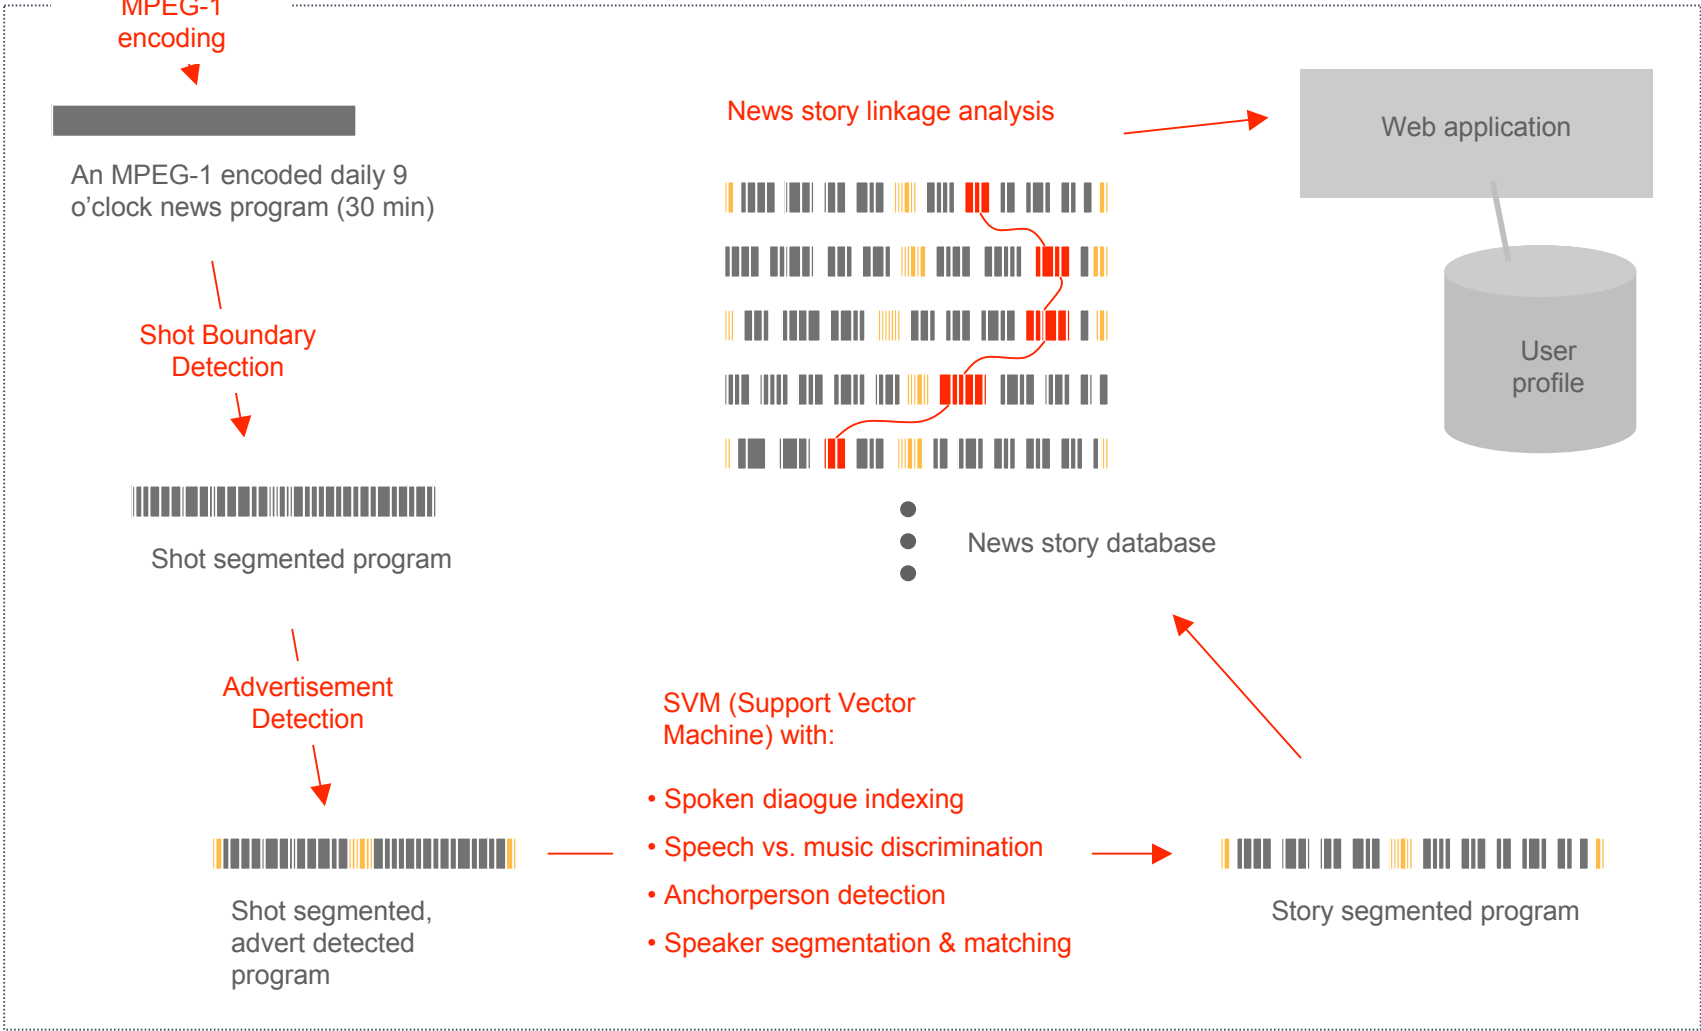 MPEG-1
encoding
An MPEG-1 encoded daily 9
o'clock news program (30 min)
Shot Boundary
Detection
Shot segmented program
Advertisement
Detection
Shot segmented,
advert detected
program
SVM (Support Vector
Machine) with:
• Spoken diaogue indexing
• Speech vs. music discrimination
• Anchorperson detection
• Speaker segmentation & matching
Story segmented program
News story database
News story linkage analysis
Web application
User
profile